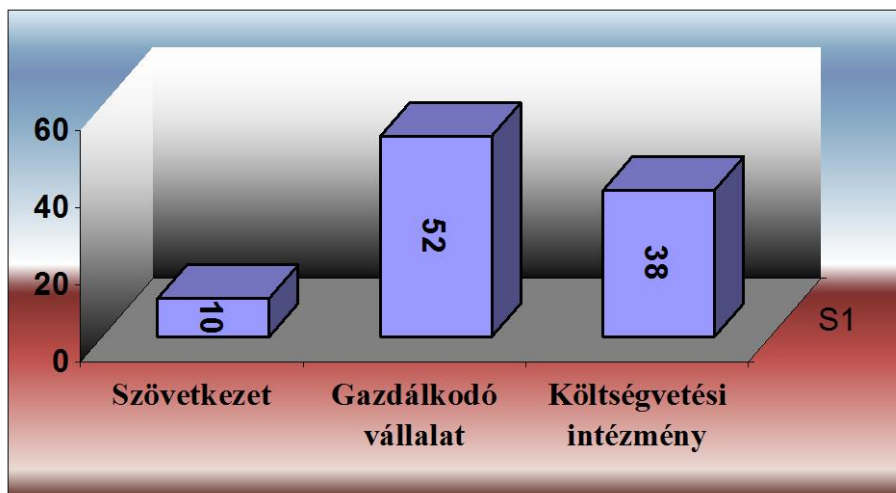 60
40
20
0
10
52
38
S1
Szövetkezet
Gazdálkodó
vállalat
Költségvetési
intézmény